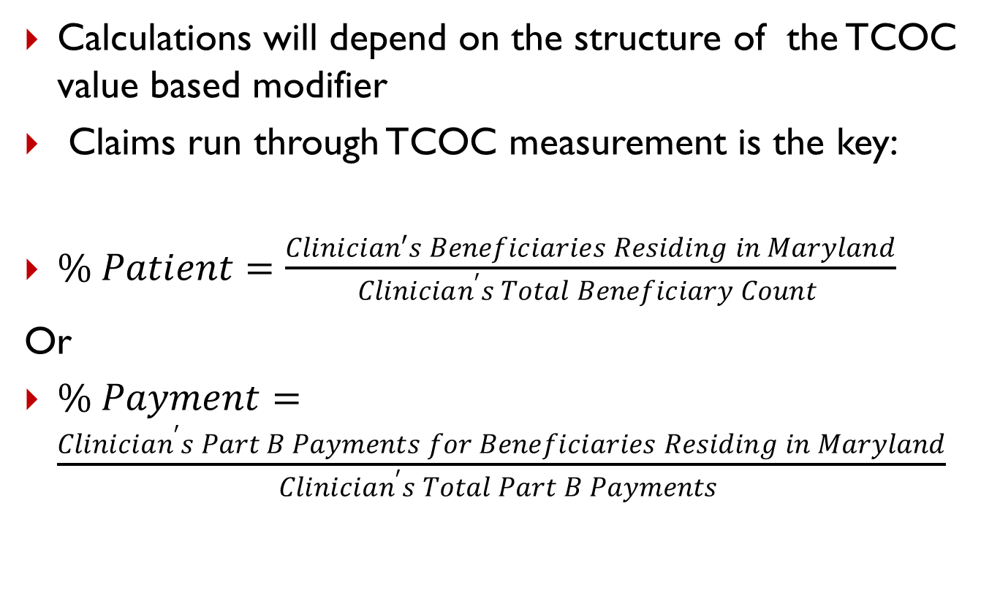 Calculations will depend on the structure of the TCOC
value based modifier
Claims run through TCOC measurement is the key:
% Patient = Clinician's Beneficiaries Residing in Maryland
Clinician's Total Beneficiary Count
Or
% Payment =
Clinician's Part B Payments for Beneficiaries Residing in Maryland
Clinician's Total Part B Payments